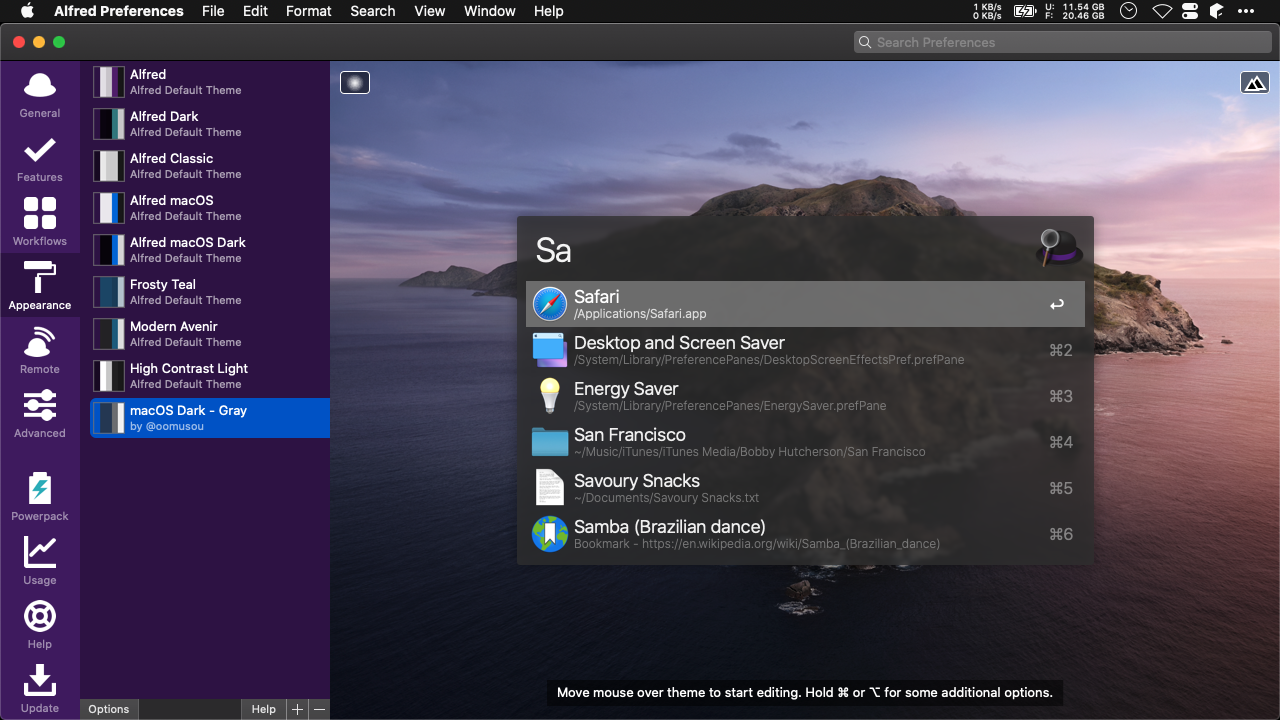 Alfred Preferences File Edit Format Search View Window Help
1 KB/s
0 KB/s
U: 11.54 GB
F: 20.46 GB
Search Preferences
General
Features
Workflows
Appearance
Remote
Advanced
Powerpack
Usage
Help
Update
Alfred
Alfred Default Theme
Alfred Dark
Alfred Default Theme
Alfred Classic
Alfred Default Theme
Alfred macOS
Alfred Default Theme
Alfred macOS Dark
Alfred Default Theme
Frosty Teal
Alfred Default Theme
Modern Avenir
Alfred Default Theme
High Contrast Light
Alfred Default Theme
macOS Dark - Gray
by @oomusou
Options Help + −
Sa
Safari
/Applications/Safari.app
↩
Desktop and Screen Saver
/System/Library/PreferencePanes/DesktopScreenEffectsPref.prefPane
⌘2
Energy Saver
/System/Library/PreferencePanes/EnergySaver.prefPane
⌘3
San Francisco
~/Music/iTunes/iTunes Media/Bobby Hutcherson/San Francisco
⌘4
Savoury Snacks
~/Documents/Savoury Snacks.txt
⌘5
Samba (Brazilian dance)
Bookmark - https://en.wikipedia.org/wiki/Samba_(Brazilian_dance)
⌘6
Move mouse over theme to start editing. Hold ⌘ or ⌥ for some additional options.